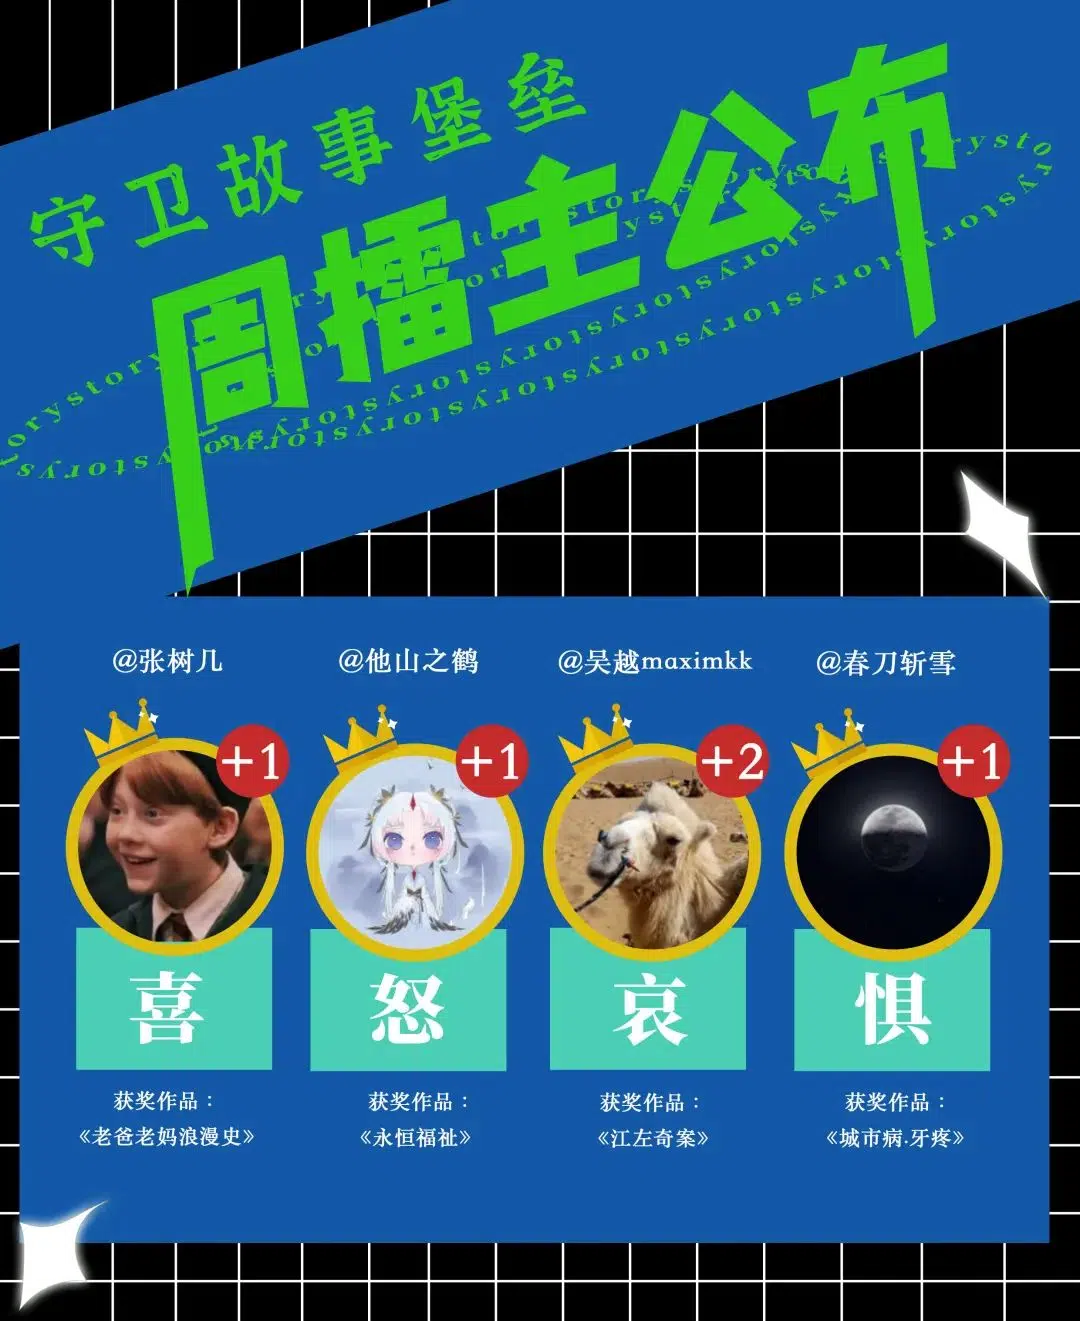 守卫故事堡垒
周擂主公布
storystorystorystorystorystorystorystory
@张树几
@他山之鹤
@吴越maximkk
@春刀斩雪
+1
+1
+2
+1
喜
怒
哀
惧
获奖作品：
《老爸老妈浪漫史》
获奖作品：
《永恒福祉》
获奖作品：
《江左奇案》
获奖作品：
《城市病·牙疼》